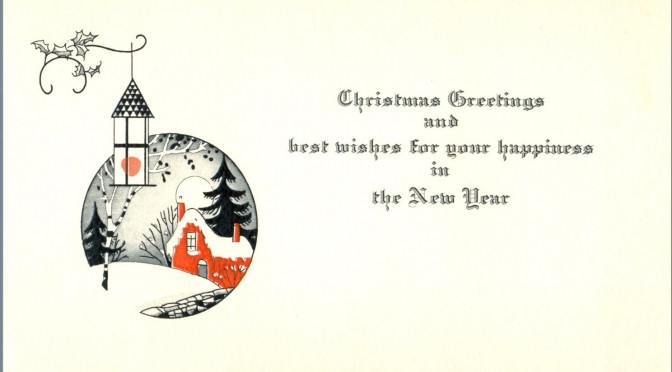 Christmas Greetings
and
best wishes for your happiness
in
the New Year